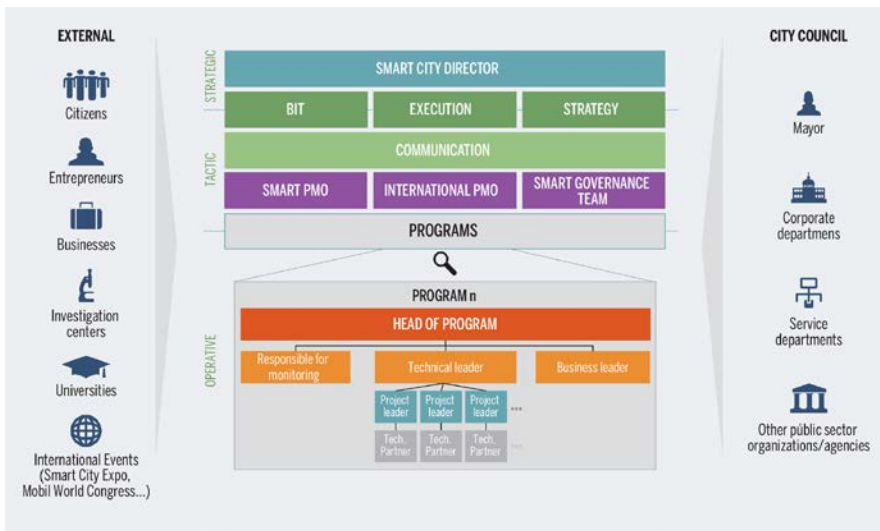 EXTERNAL
Citizens
Entrepreneurs
Businesses
Investigation
centers
Universities
International Events
(Smart City Expo,
Mobil World Congress...)
STRATEGIC
SMART CITY DIRECTOR
BIT
EXECUTION
STRATEGY
TACTIC
COMMUNICATION
SMART PMO
INTERNATIONAL PMO
SMART GOVERNANCE
TEAM
PROGRAMS
OPERATIVE
PROGRAM n
HEAD OF PROGRAM
Responsible for
monitoring
Technical leader
Business leader
Project
leader
Project
leader
Project
leader
...
Tech.
Partner
Tech.
Partner
Tech.
Partner
...
CITY COUNCIL
Mayor
Corporate
departmens
Service
departments
Other públic sector
organizations/agencies